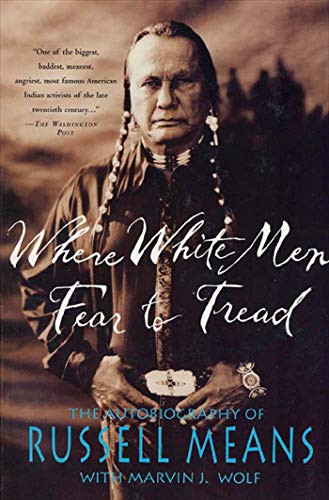 "One of the biggest,
baddest, meanest,
angriest, most famous American
Indian activists of the late
twentieth century..."
—The Washington
Post
Where White Men
Fear to Tread
THE AUTOBIOGRAPHY OF
RUSSELL MEANS
WITH MARVIN J. WOLF